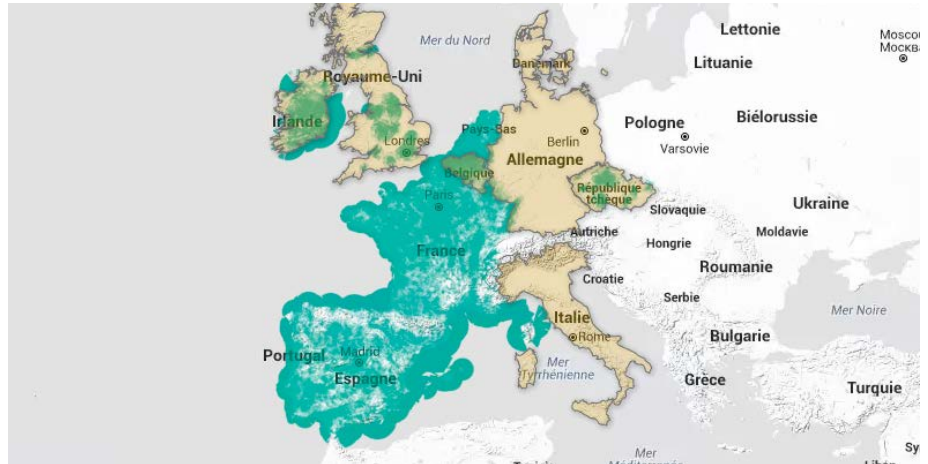 Lettonie
Moscou
Москва
Mer du Nord
Lituanie
Danemark
Royaume-Uni
Biélorussie
Irlande
Pays-Bas
Pologne
Berlin
Londres
Varsovie
Allemagne
Belgique
République
tchèque
Paris
Ukraine
Slovaquie
Autriche
Moldavie
Hongrie
France
Roumanie
Croatie
Serbie
Mer Noire
Italie
Rome
Bulgarie
Portugal
Madrid
Mer
Tyrrhénienne
Espagne
Grèce
Turquie
Mer